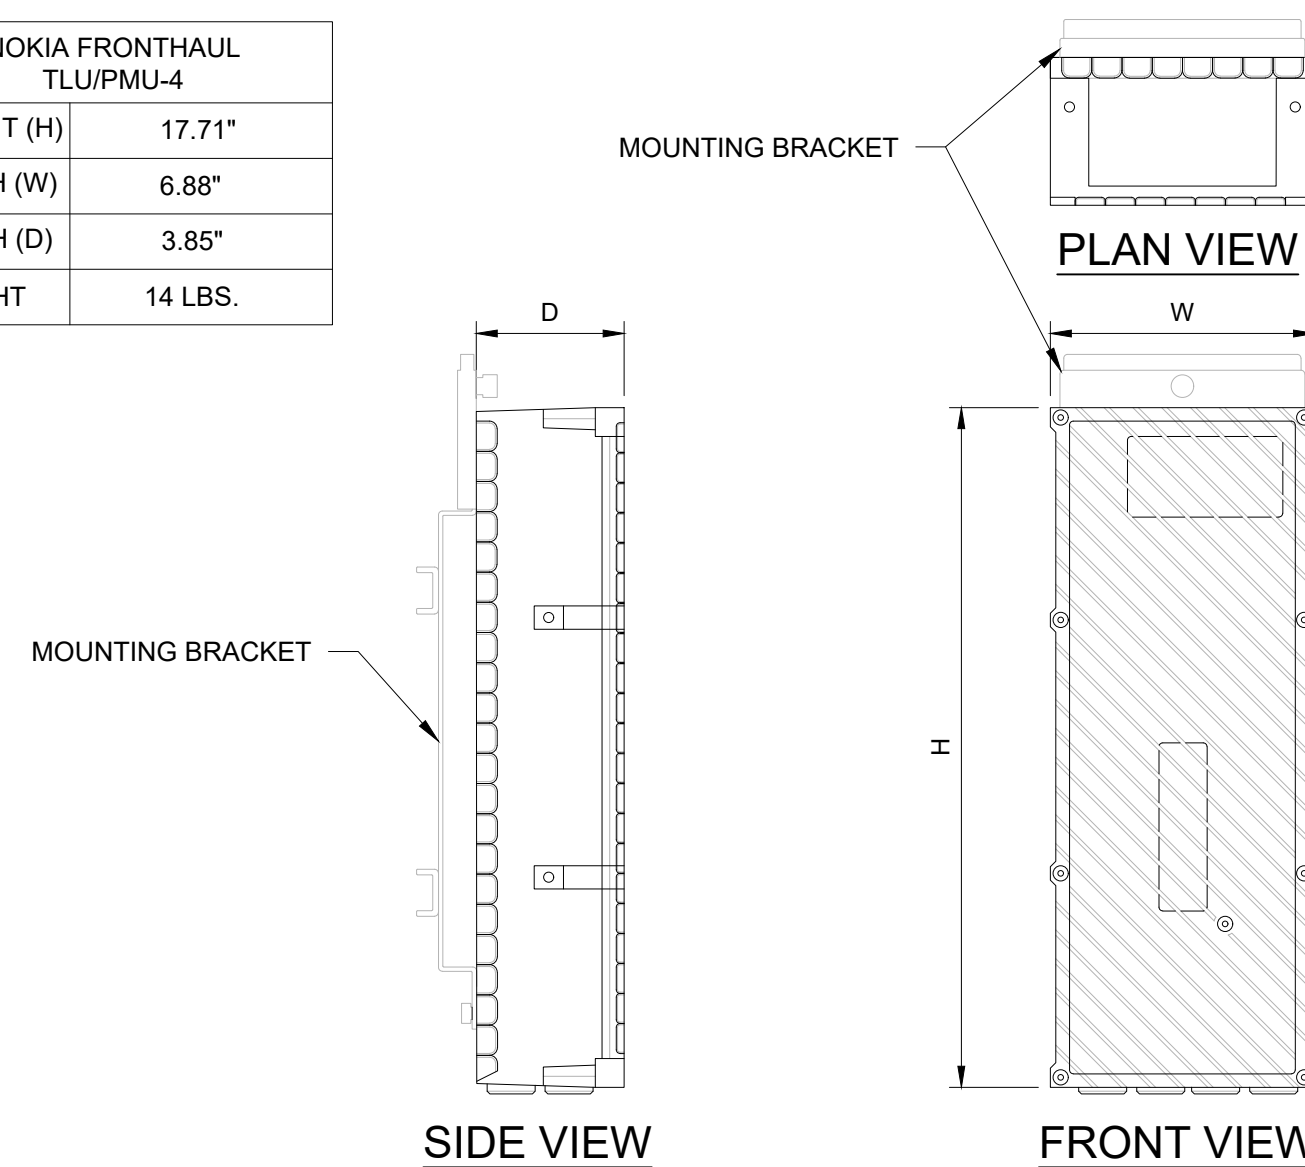 NOKIA FRONTHAUL
TLU/PMU-4
T (H) 17.71"
H (W) 6.88"
H (D) 3.85"
HT 14 LBS.
MOUNTING BRACKET
PLAN VIEW
D
W
MOUNTING BRACKET
H
SIDE VIEW
FRONT VIEW